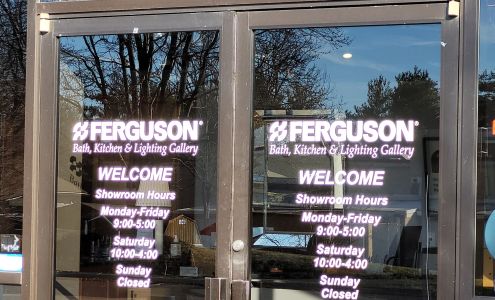 FERGUSON®
Bath, Kitchen & Lighting Gallery
WELCOME
Showroom Hours
Monday-Friday
9:00-5:00
Saturday
10:00-4:00
Sunday
Closed
FERGUSON®
Bath, Kitchen & Lighting Gallery
WELCOME
Showroom Hours
Monday-Friday
9:00-5:00
Saturday
10:00-4:00
Sunday
Closed